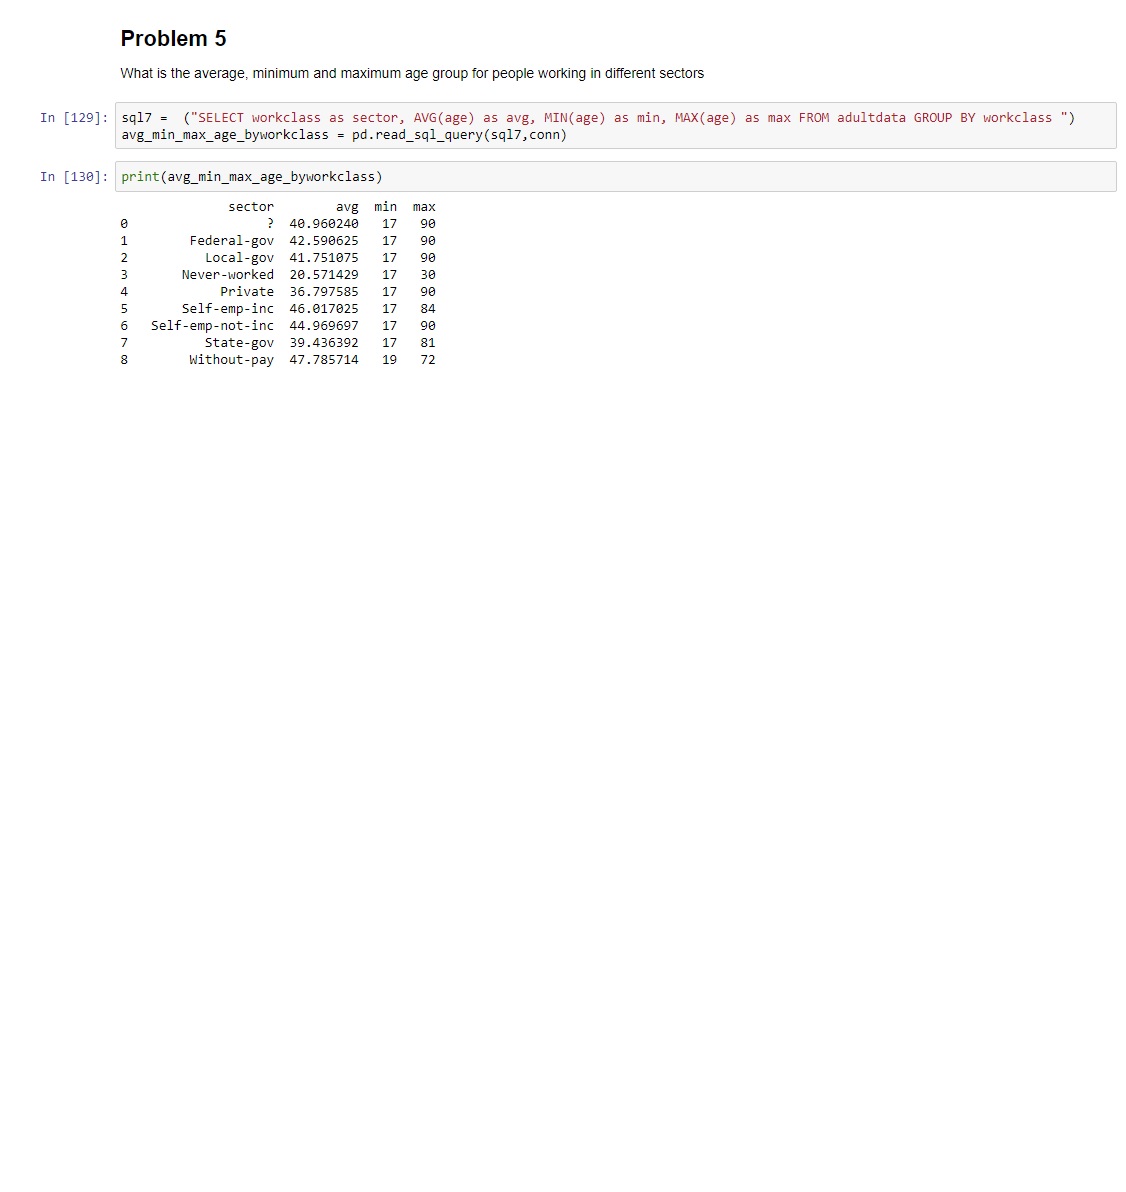 Problem 5
What is the average, minimum and maximum age group for people working in different sectors
In [129]: sql7 =  ("SELECT workclass as sector, AVG(age) as avg, MIN(age) as min, MAX(age) as max FROM adultdata GROUP BY workclass ")
avg_min_max_age_byworkclass = pd.read_sql_query(sql7,conn)
In [130]: print(avg_min_max_age_byworkclass)
sector avg min max
0 ? 40.960240 17 90
1 Federal-gov 42.590625 17 90
2 Local-gov 41.751075 17 90
3 Never-worked 20.571429 17 30
4 Private 36.797585 17 90
5 Self-emp-inc 46.017025 17 84
6 Self-emp-not-inc 44.969697 17 90
7 State-gov 39.436392 17 81
8 Without-pay 47.785714 19 72